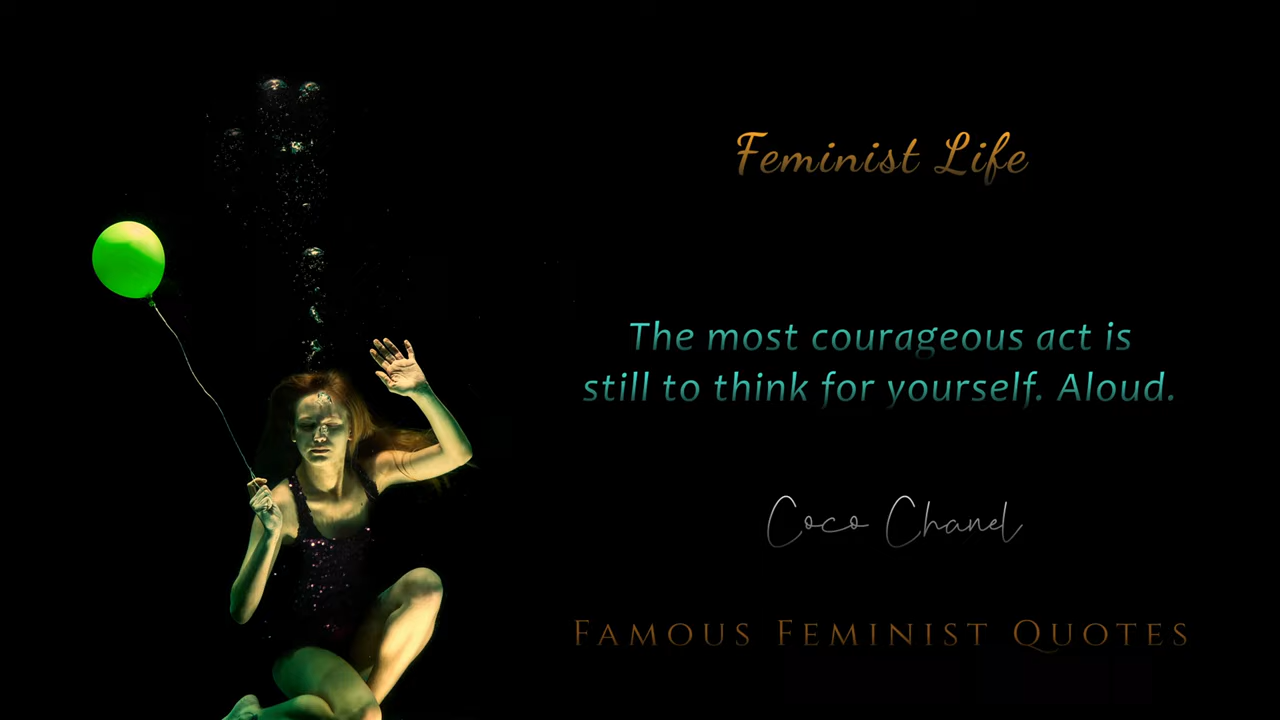 Feminist Life
The most courageous act is
still to think for yourself. Aloud.
Coco Chanel
Famous Feminist Quotes